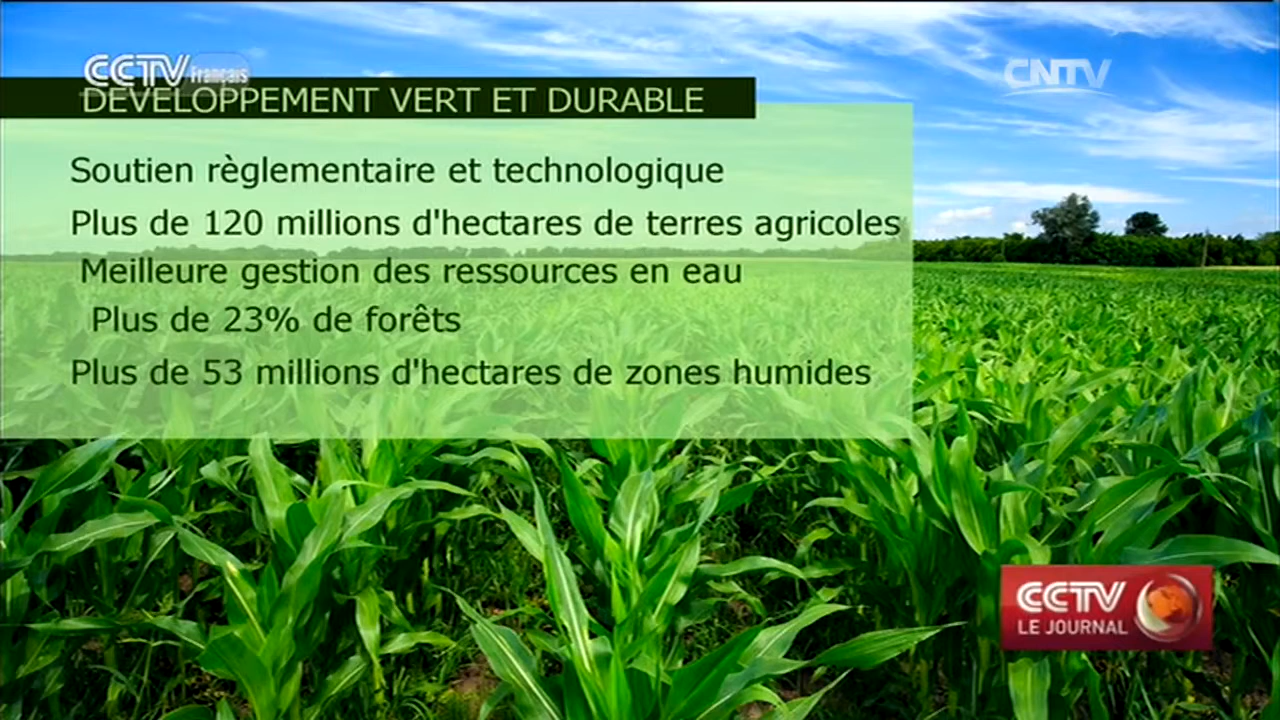 CCTV Français
CNTV
DEVELOPPEMENT VERT ET DURABLE
Soutien règlementaire et technologique
Plus de 120 millions d'hectares de terres agricoles
Meilleure gestion des ressources en eau
Plus de 23% de forêts
Plus de 53 millions d'hectares de zones humides
CCTV
LE JOURNAL